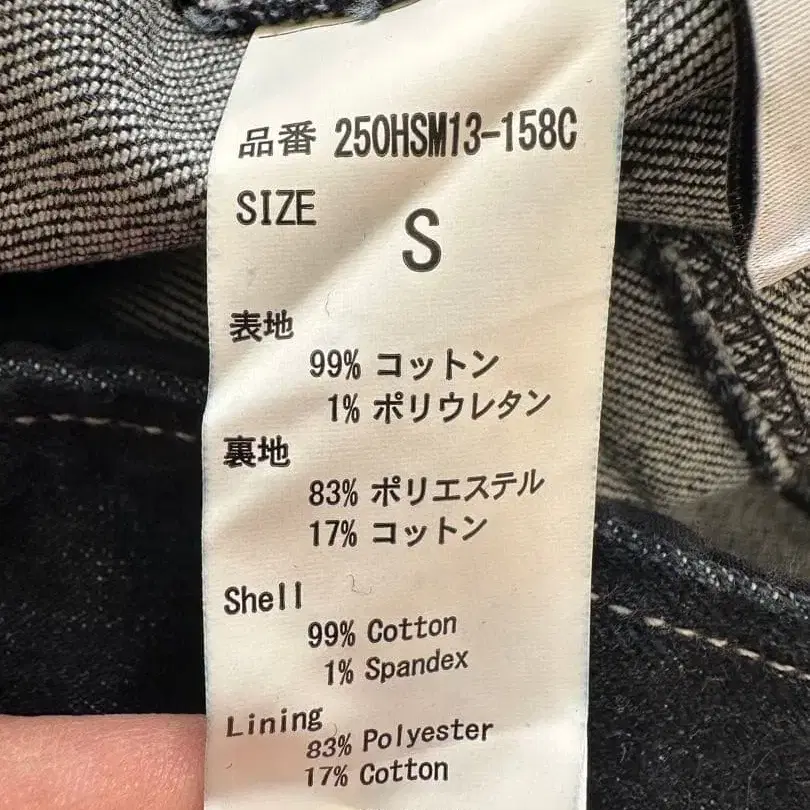 品番 250HSM13-158C
SIZE
S
表地
99% コットン
1% ポリウレタン
裏地
83% ポリエステル
17% コットン
Shell
99% Cotton
1% Spandex
Lining
83% Polyester
17% Cotton